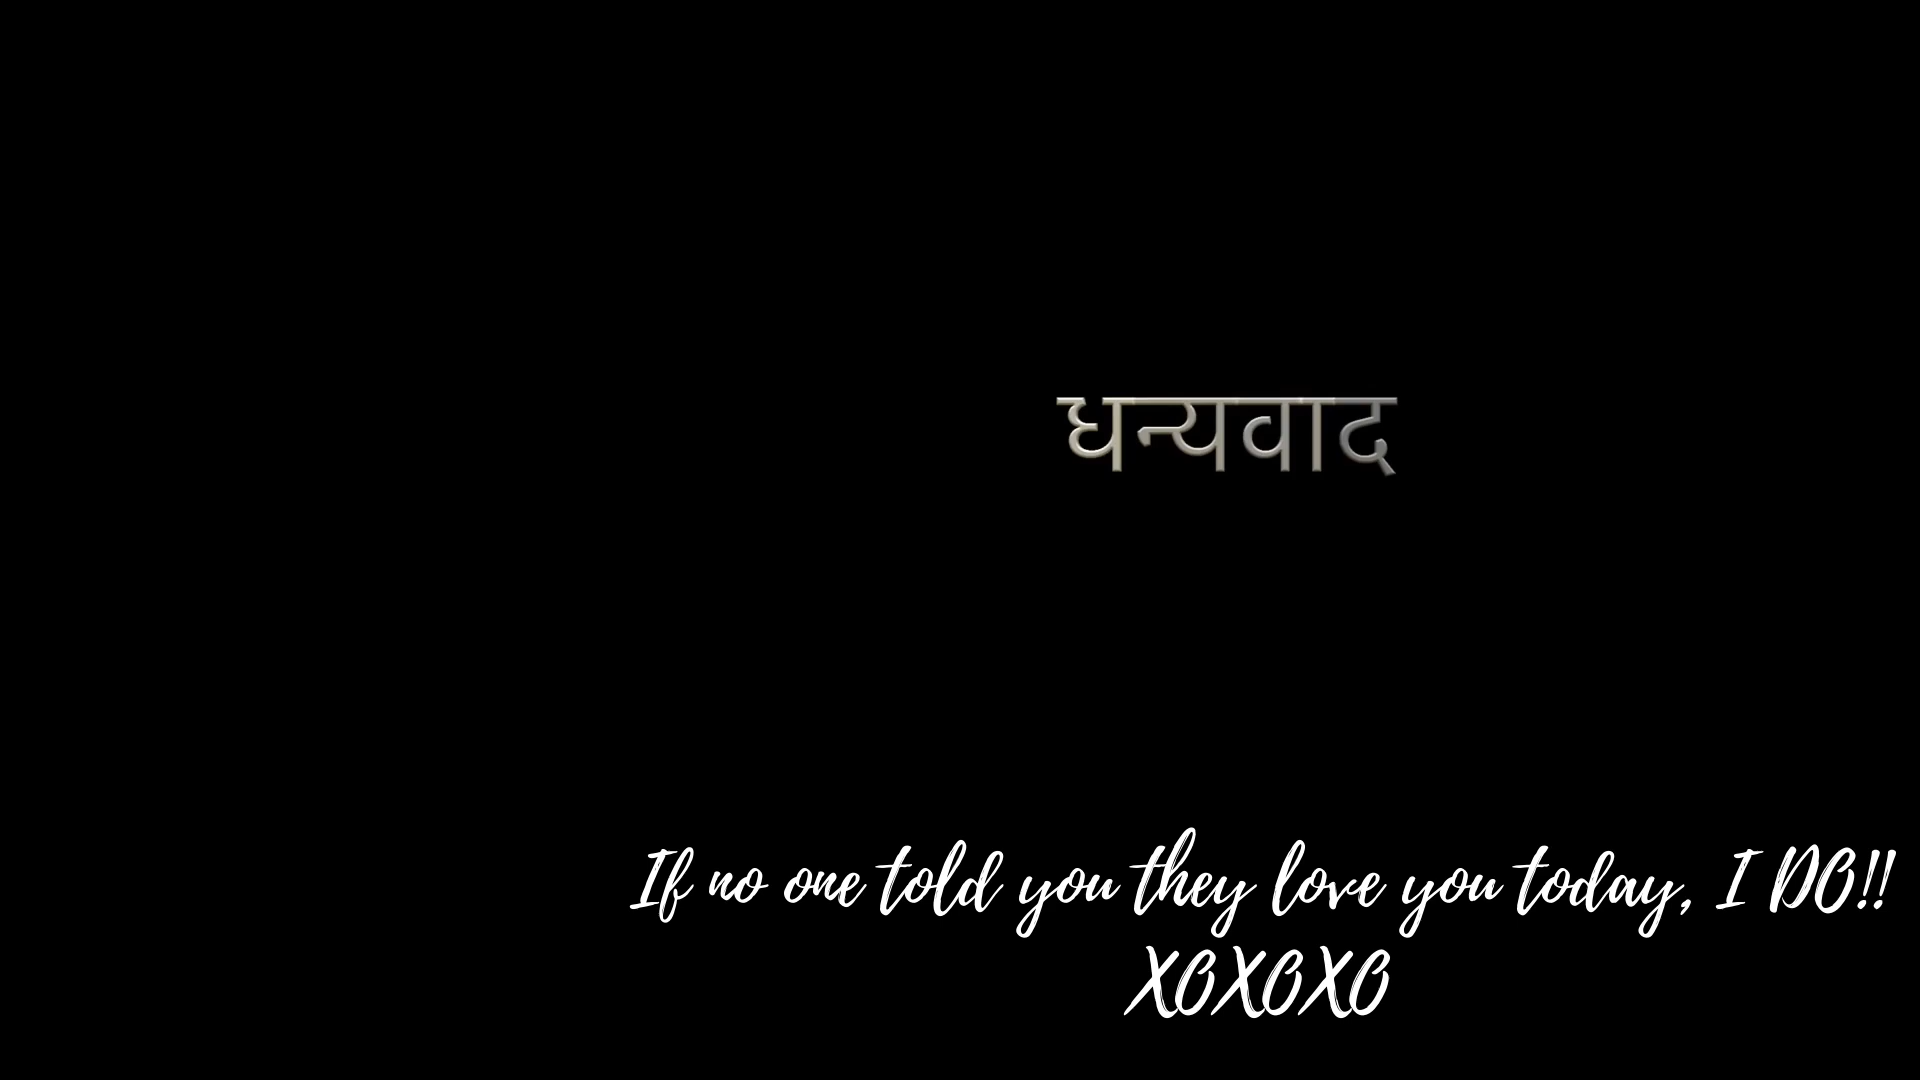 धन्यवाद
If no one told you they love you today, I DO!!
XOXOXO